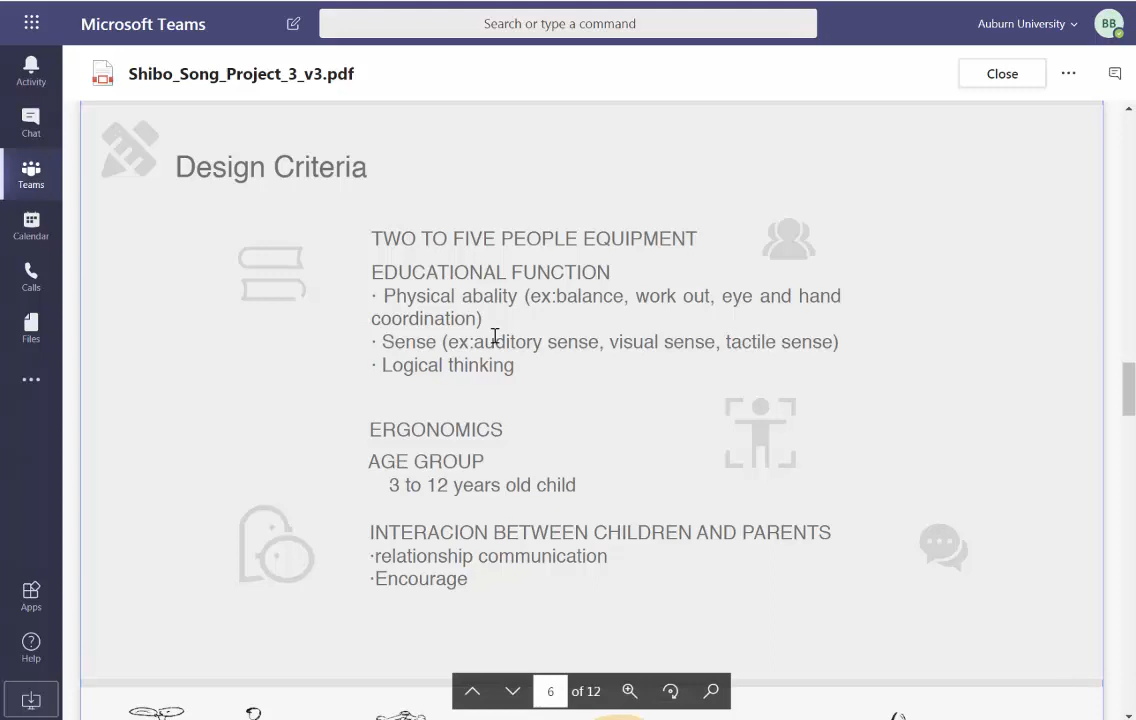 Microsoft Teams
Search or type a command
Auburn University
BB
Activity
Shibo_Song_Project_3_v3.pdf
Close
Chat
Teams
Calendar
Calls
Files
Apps
Help
Design Criteria
TWO TO FIVE PEOPLE EQUIPMENT
EDUCATIONAL FUNCTION
· Physical abality (ex:balance, work out, eye and hand
coordination)
· Sense (ex:auditory sense, visual sense, tactile sense)
· Logical thinking
ERGONOMICS
AGE GROUP
3 to 12 years old child
INTERACION BETWEEN CHILDREN AND PARENTS
·relationship communication
·Encourage
6 of 12